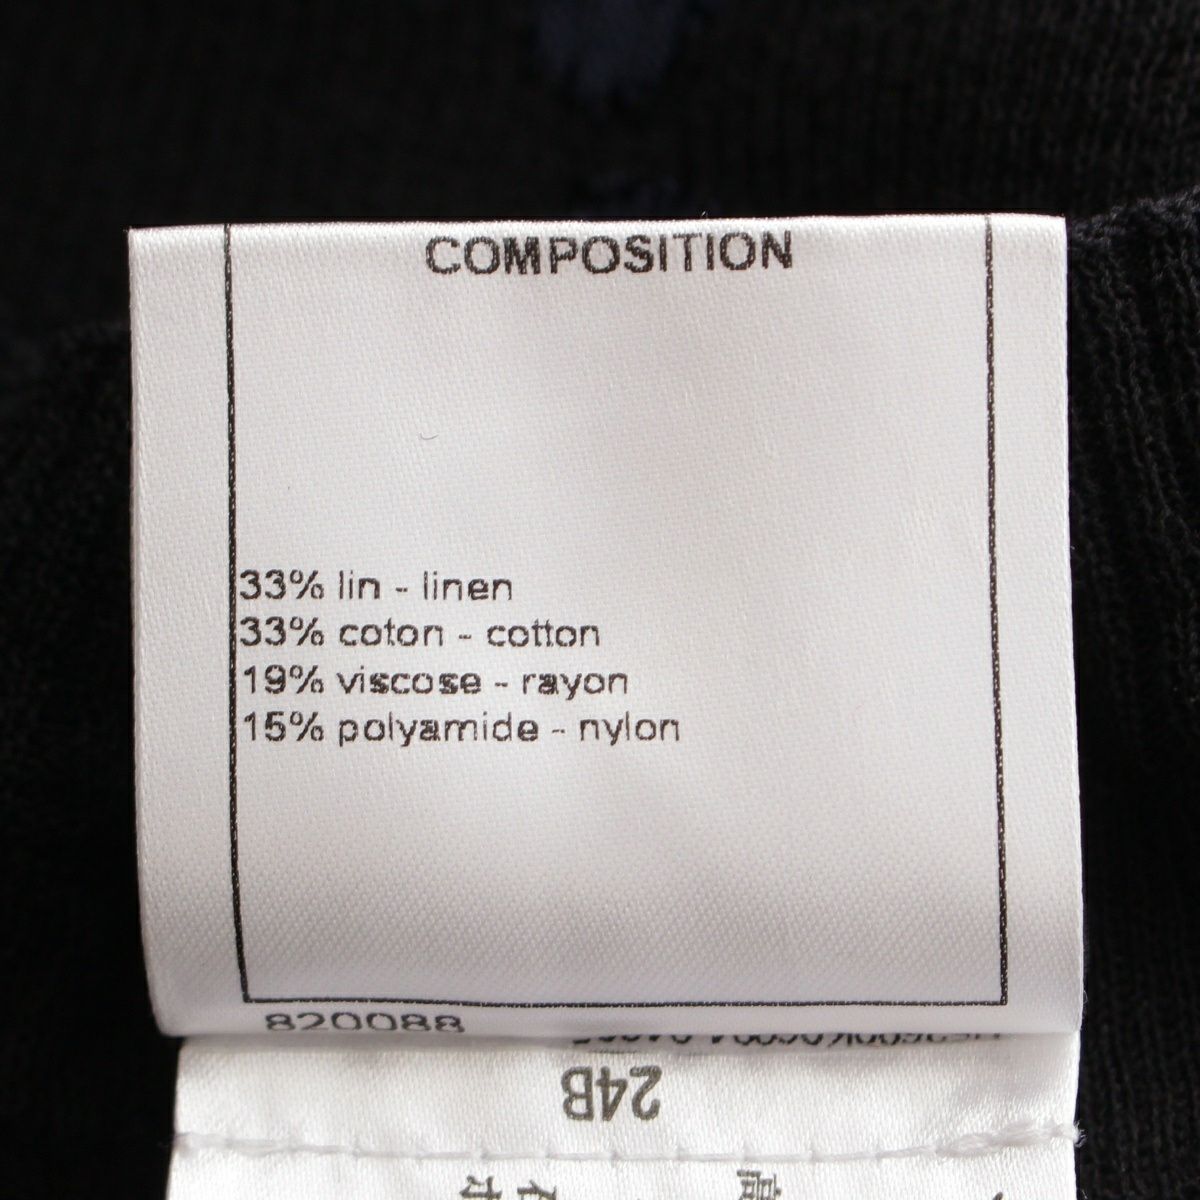 COMPOSITION
33% lin - linen
33% coton - cotton
19% viscose - rayon
15% polyamide - nylon
820088
24B